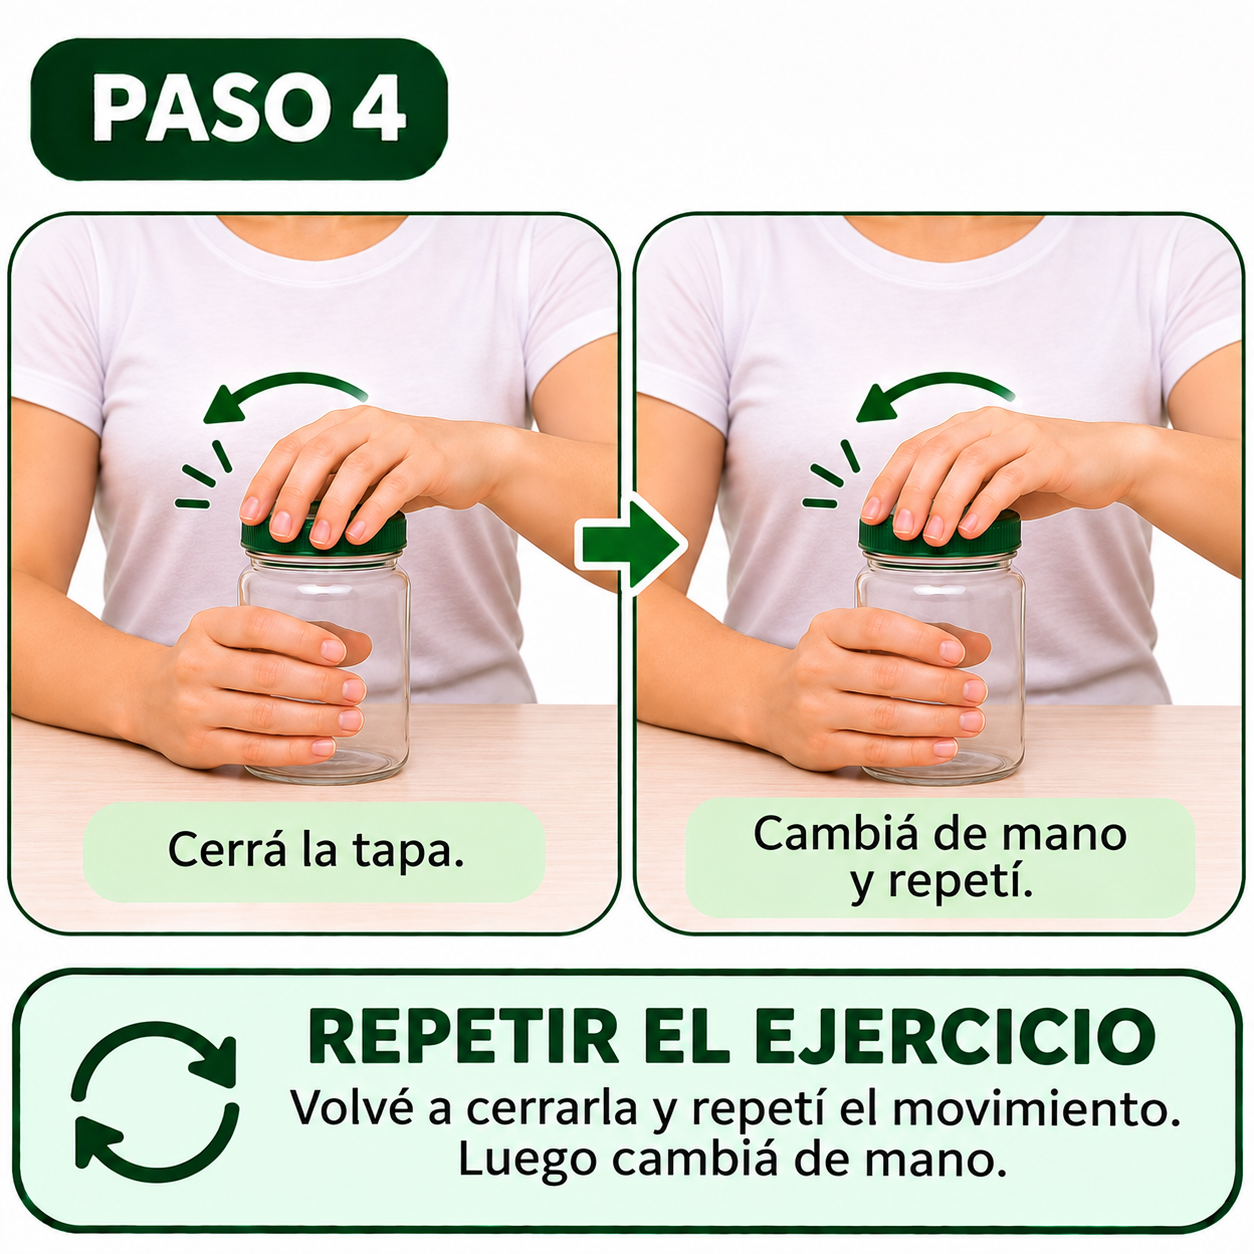 PASO 4
Cerrá la tapa.
Cambiá de mano
y repetí.
REPETIR EL EJERCICIO
Volvé a cerrarla y repetí el movimiento.
Luego cambiá de mano.